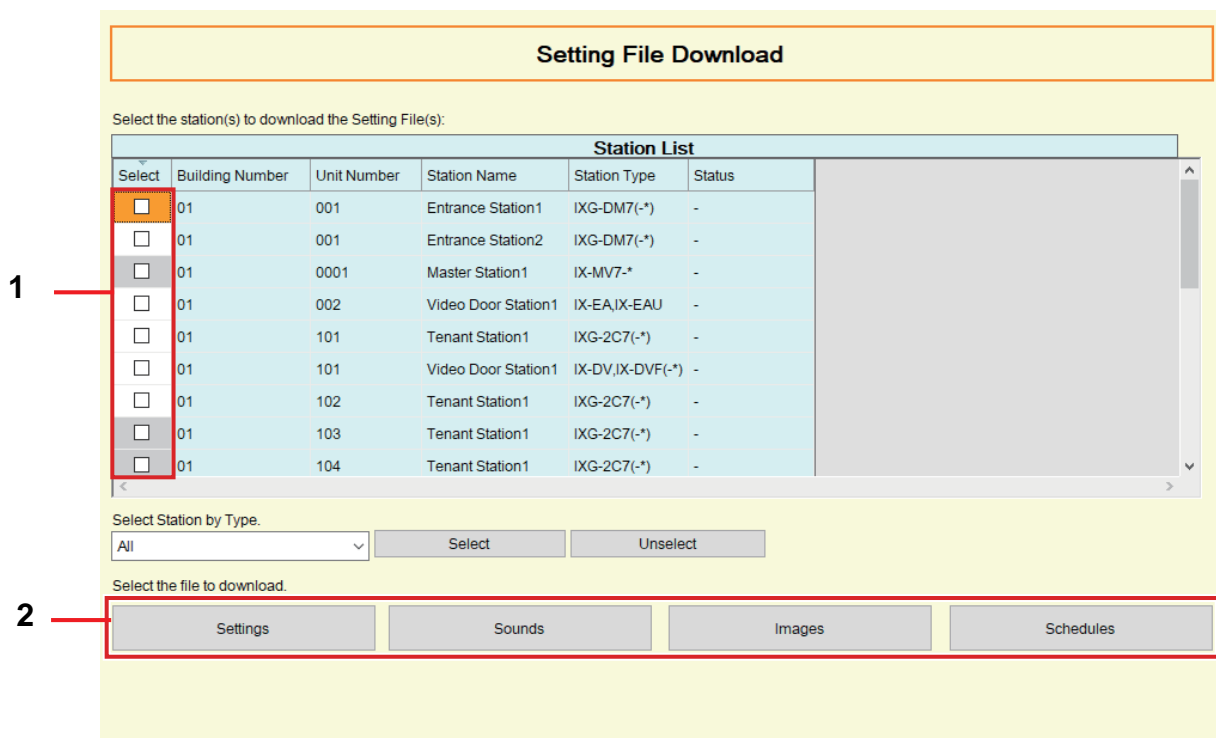 Setting File Download
Select the station(s) to download the Setting File(s):
Station List
Select Building Number Unit Number Station Name Station Type Status
01 001 Entrance Station1 IXG-DM7(-*) -
01 001 Entrance Station2 IXG-DM7(-*) -
1
01 0001 Master Station1 IX-MV7-* -
01 002 Video Door Station1 IX-EA,IX-EAU -
01 101 Tenant Station1 IXG-2C7(-*) -
01 101 Video Door Station1 IX-DV,IX-DVF(-*) -
01 102 Tenant Station1 IXG-2C7(-*) -
01 103 Tenant Station1 IXG-2C7(-*) -
01 104 Tenant Station1 IXG-2C7(-*) -
Select Station by Type.
All Select Unselect
Select the file to download.
2
Settings Sounds Images Schedules